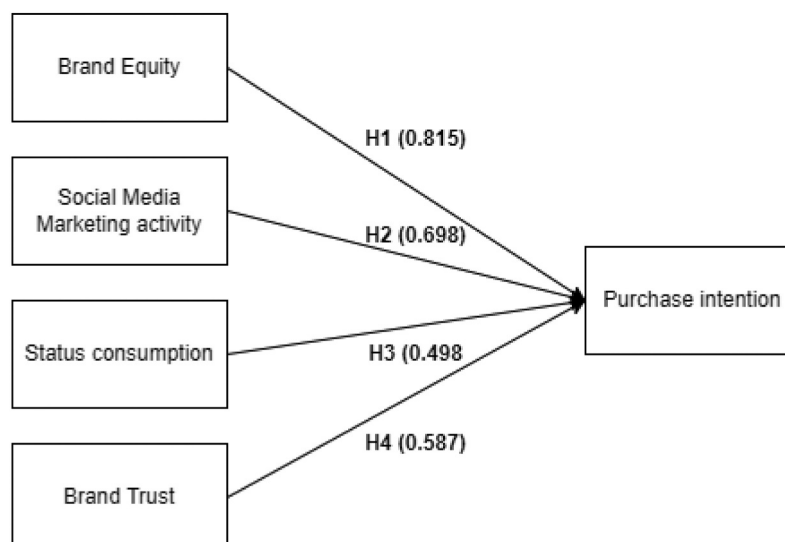 Brand Equity
H1 (0.815)
Social Media
Marketing activity
H2 (0.698)
Purchase intention
Status consumption
H3 (0.498
H4 (0.587)
Brand Trust